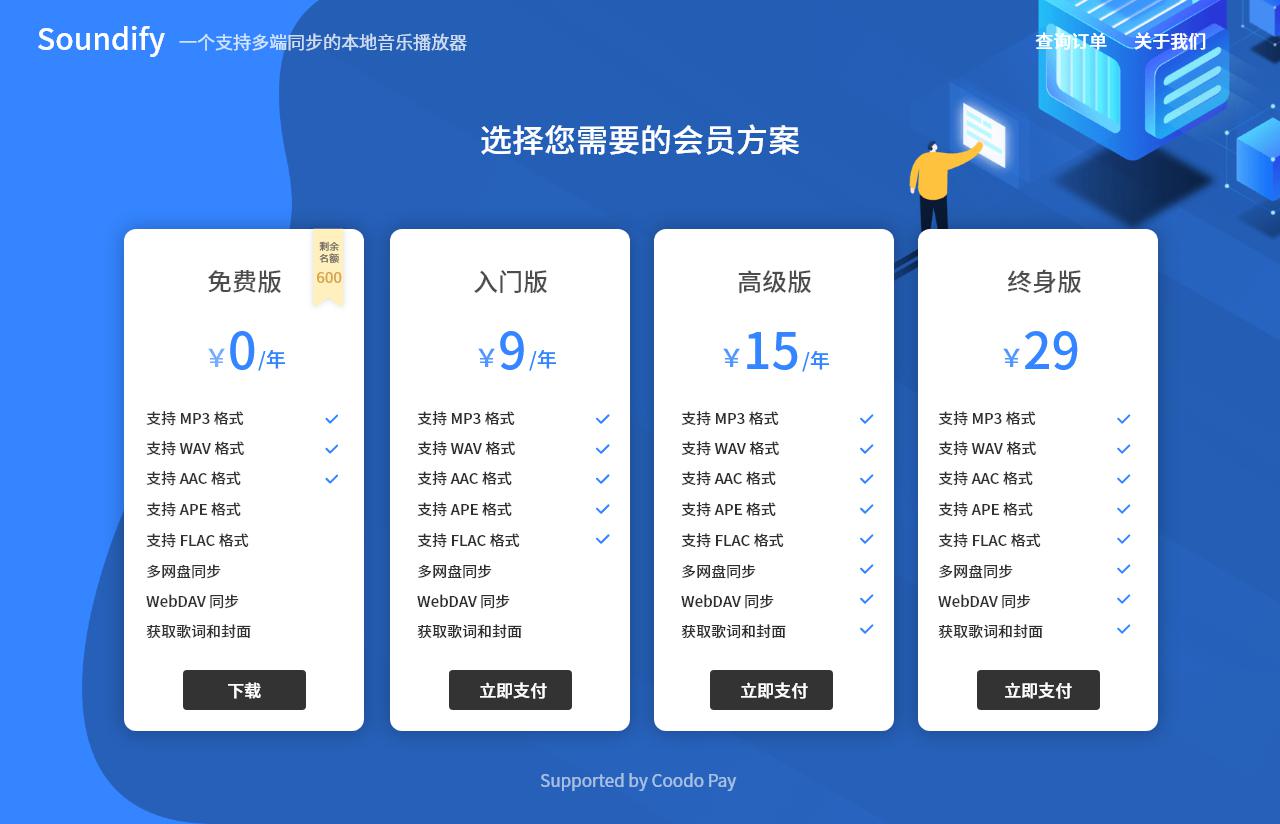 Soundify 一个支持多端同步的本地音乐播放器
查询订单 关于我们
选择您需要的会员方案
免费版
剩余
名额
600
¥0/年
支持 MP3 格式
支持 WAV 格式
支持 AAC 格式
支持 APE 格式
支持 FLAC 格式
多网盘同步
WebDAV 同步
获取歌词和封面
下载
入门版
¥9/年
支持 MP3 格式
支持 WAV 格式
支持 AAC 格式
支持 APE 格式
支持 FLAC 格式
多网盘同步
WebDAV 同步
获取歌词和封面
立即支付
高级版
¥15/年
支持 MP3 格式
支持 WAV 格式
支持 AAC 格式
支持 APE 格式
支持 FLAC 格式
多网盘同步
WebDAV 同步
获取歌词和封面
立即支付
终身版
¥29
支持 MP3 格式
支持 WAV 格式
支持 AAC 格式
支持 APE 格式
支持 FLAC 格式
多网盘同步
WebDAV 同步
获取歌词和封面
立即支付
Supported by Coodo Pay